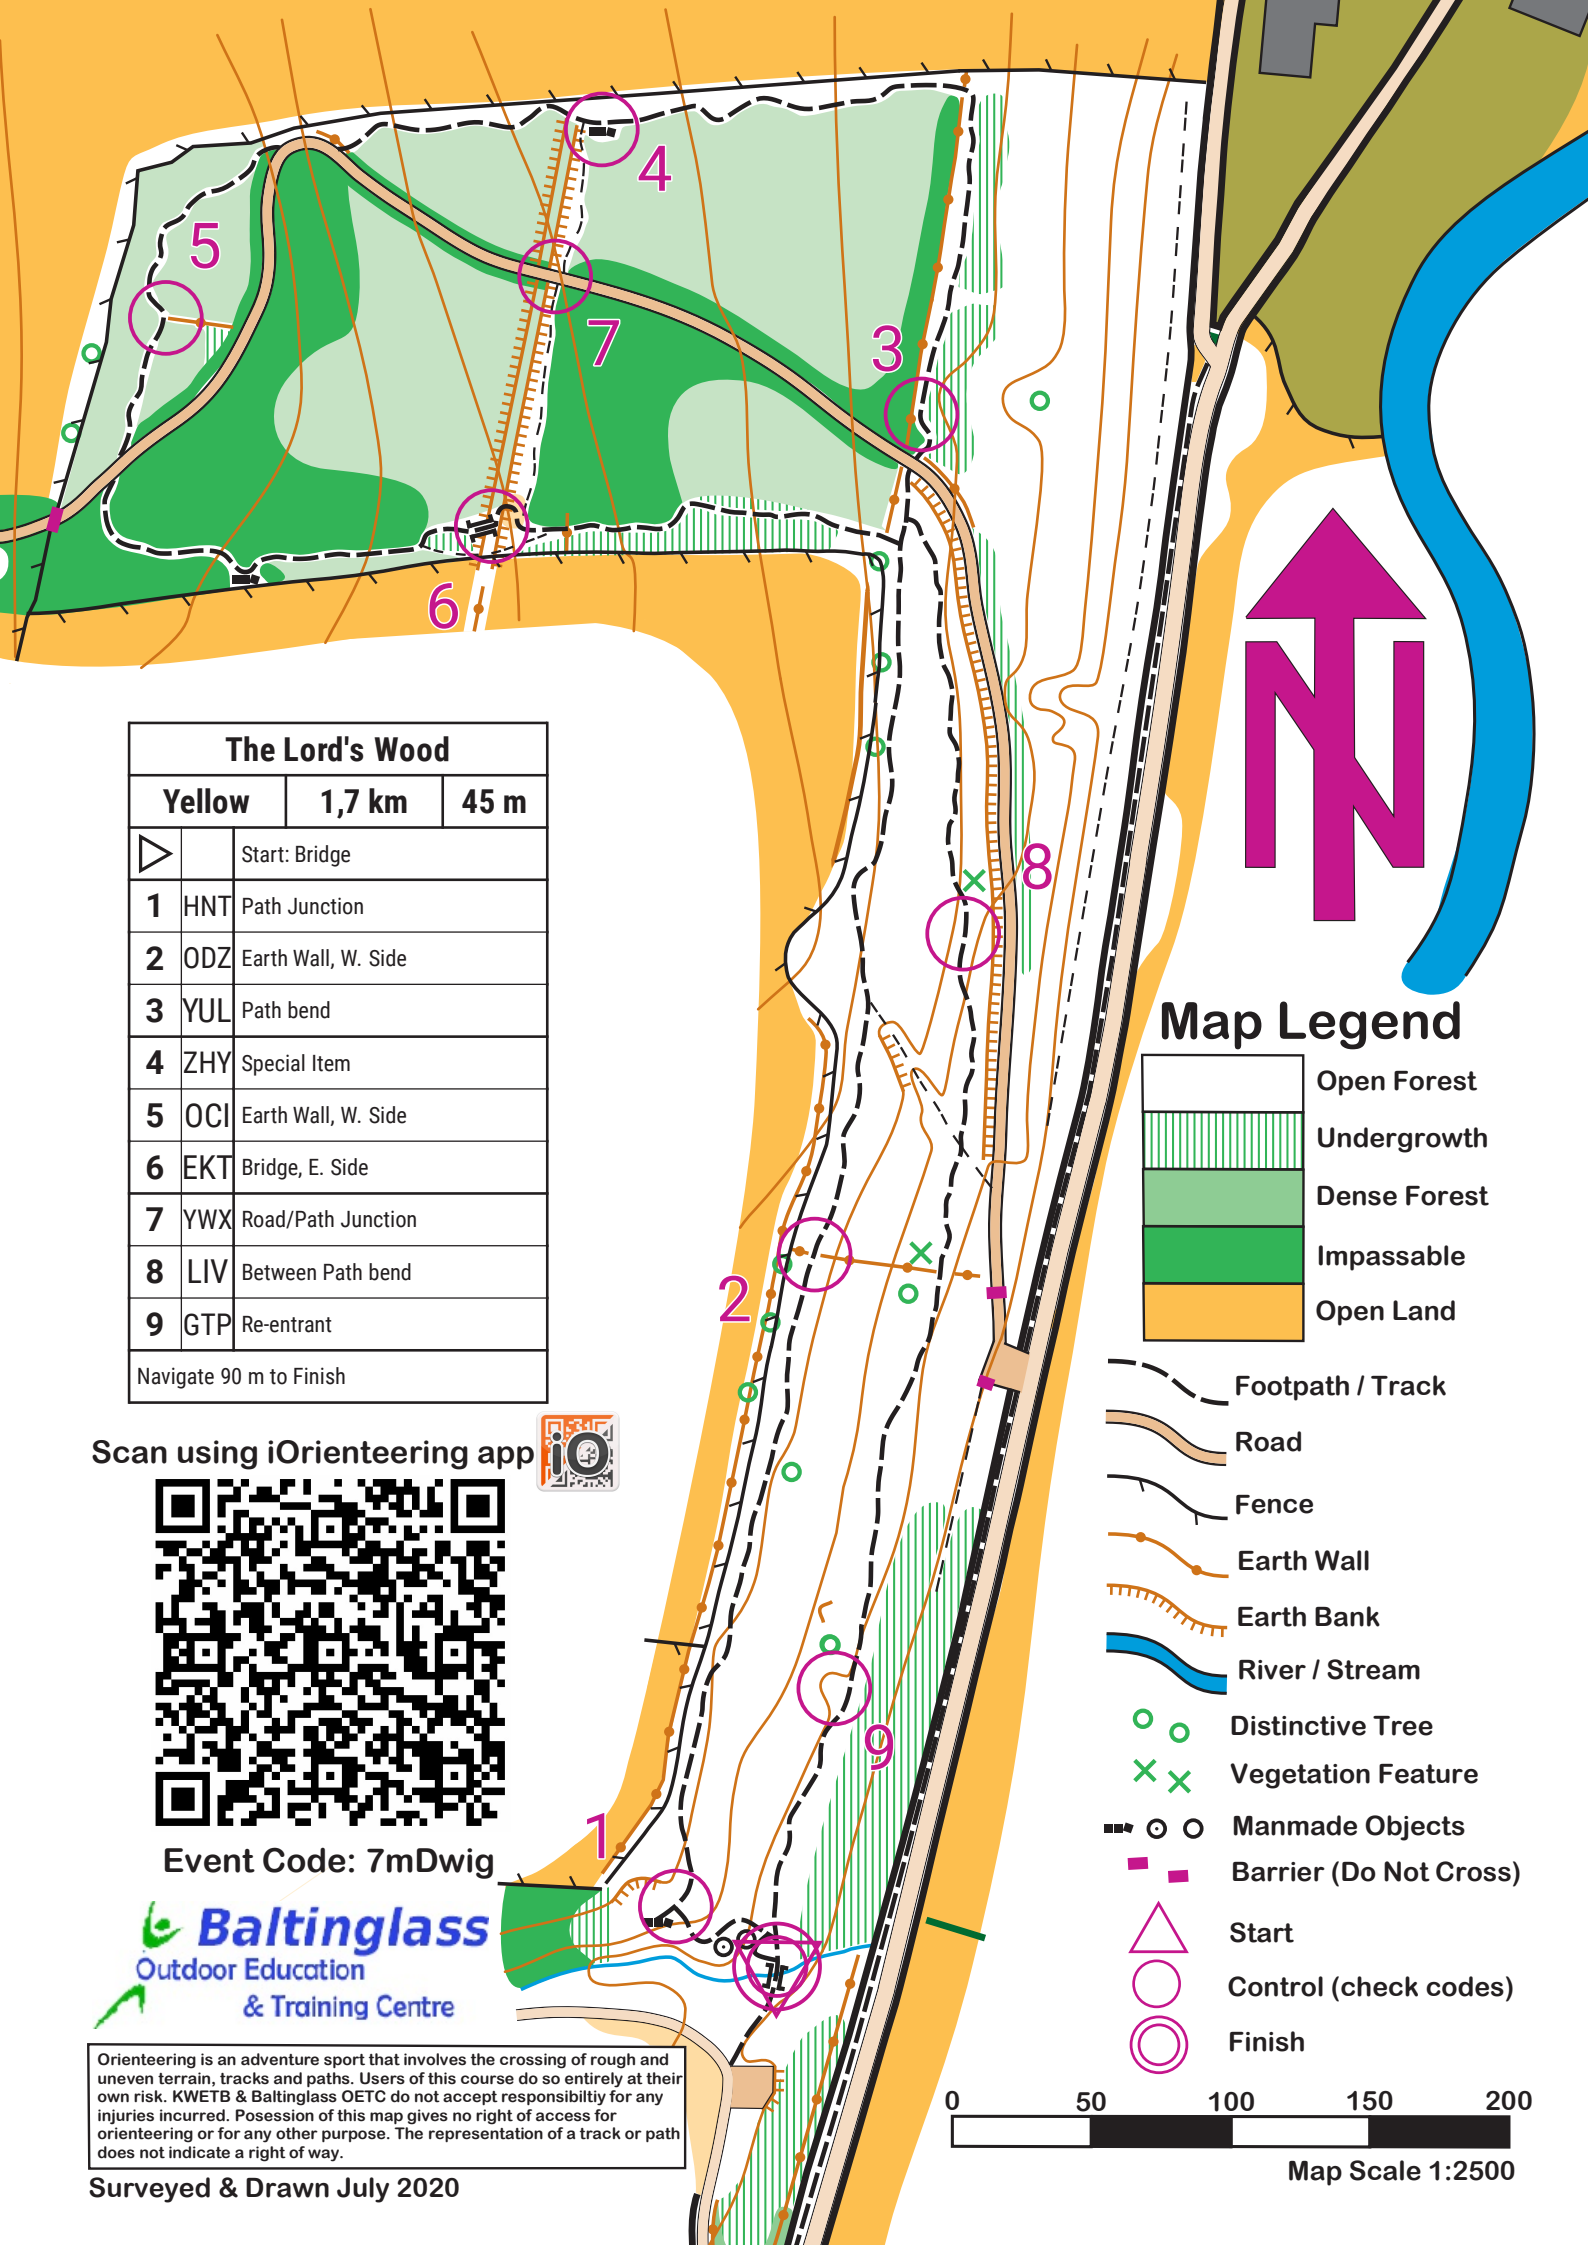 4
5
7
3
6
The Lord's Wood
Yellow 1,7 km 45 m
Start: Bridge
1 HNT Path Junction
2 ODZ Earth Wall, W. Side
3 YUL Path bend
4 ZHY Special Item
5 OCI Earth Wall, W. Side
6 EKT Bridge, E. Side
7 YWX Road/Path Junction
8 LIV Between Path bend
9 GTP Re-entrant
Navigate 90 m to Finish
8
2
9
1
N
Scan using iOrienteering app
iO
Event Code: 7mDwig
Baltinglass
Outdoor Education
& Training Centre
Orienteering is an adventure sport that involves the crossing of rough and
uneven terrain, tracks and paths. Users of this course do so entirely at their
own risk. KWETB & Baltinglass OETC do not accept responsibiltiy for any
injuries incurred. Posession of this map gives no right of access for
orienteering or for any other purpose. The representation of a track or path
does not indicate a right of way.
Surveyed & Drawn July 2020
Map Legend
Open Forest
Undergrowth
Dense Forest
Impassable
Open Land
Footpath / Track
Road
Fence
Earth Wall
Earth Bank
River / Stream
Distinctive Tree
Vegetation Feature
Manmade Objects
Barrier (Do Not Cross)
Start
Control (check codes)
Finish
0 50 100 150 200
Map Scale 1:2500